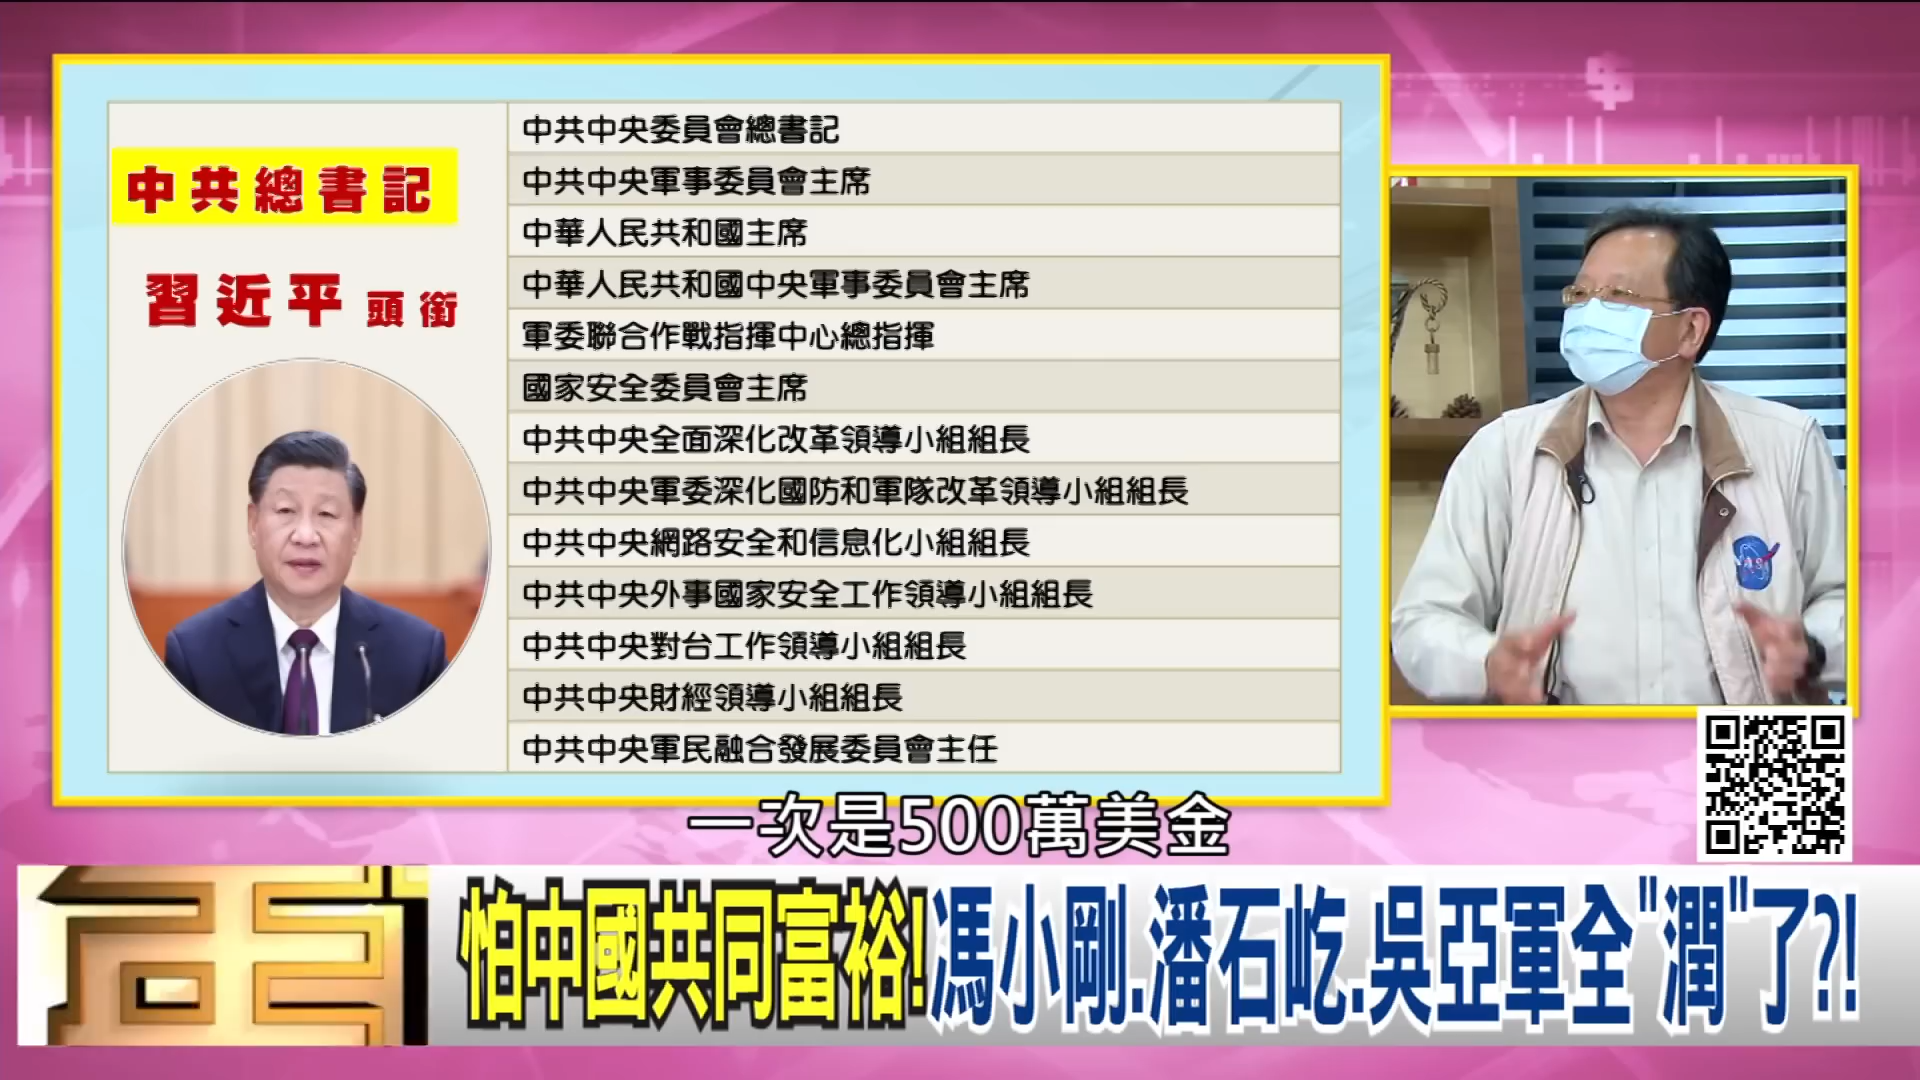 中共總書記
習近平頭銜
中共中央委員會總書記
中共中央軍事委員會主席
中華人民共和國主席
中華人民共和國中央軍事委員會主席
軍委聯合作戰指揮中心總指揮
國家安全委員會主席
中共中央全面深化改革領導小組組長
中共中央軍委深化國防和軍隊改革領導小組組長
中共中央網路安全和信息化小組組長
中共中央外事國家安全工作領導小組組長
中共中央對台工作領導小組組長
中共中央財經領導小組組長
中共中央軍民融合發展委員會主任
一次是500萬美金
怕中國共同富裕!馮小剛.潘石屹.吳亞軍全"潤"了?!